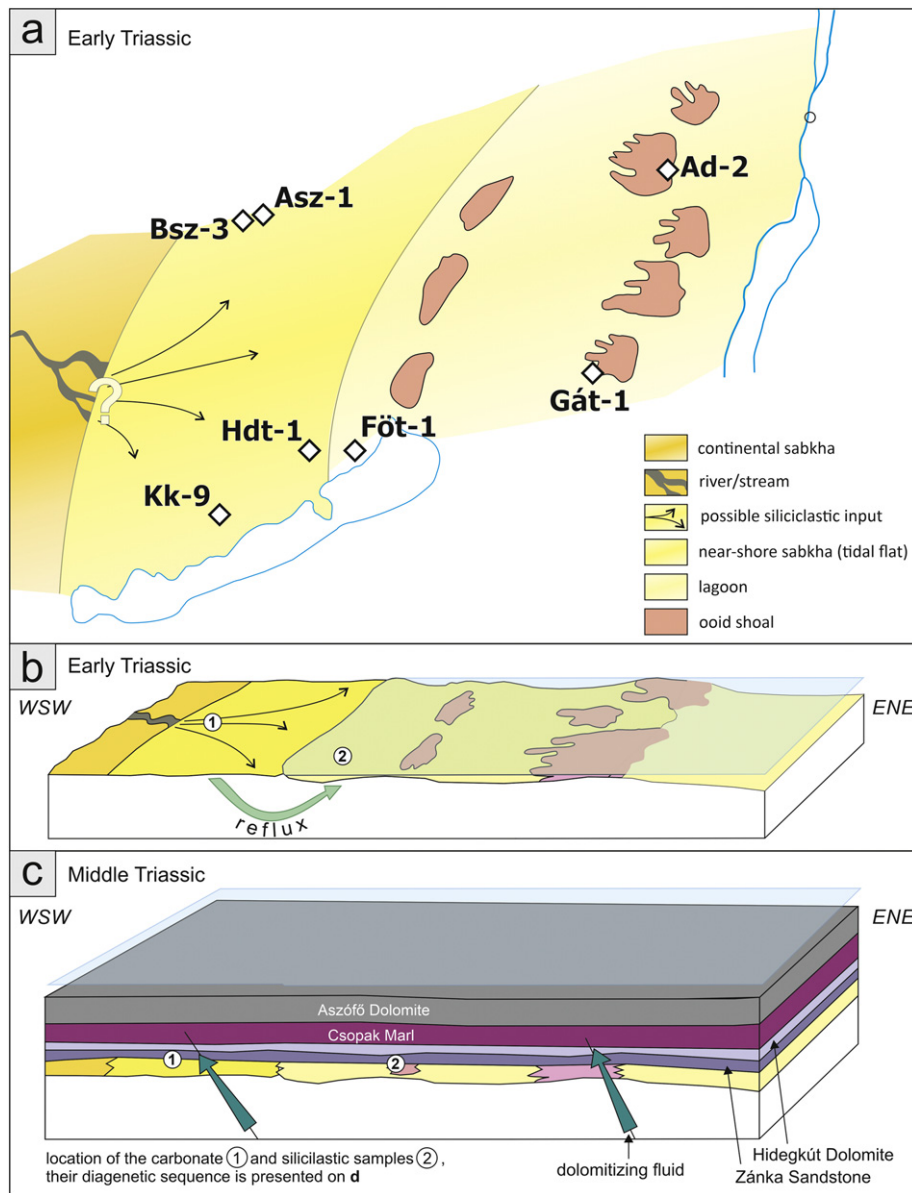 a Early Triassic
Ad-2
Asz-1
Bsz-3
?
Gát-1
Hdt-1
Föt-1
Kk-9
continental sabkha
river/stream
possible siliciclastic input
near-shore sabkha (tidal flat)
lagoon
ooid shoal
b Early Triassic
WSW
ENE
1
2
reflux
c Middle Triassic
WSW
ENE
Aszófő Dolomite
Csopak Marl
1
2
Hidegkút Dolomite
Zánka Sandstone
dolomitizing fluid
location of the carbonate 1 and silicilastic samples 2 ,
their diagenetic sequence is presented on d